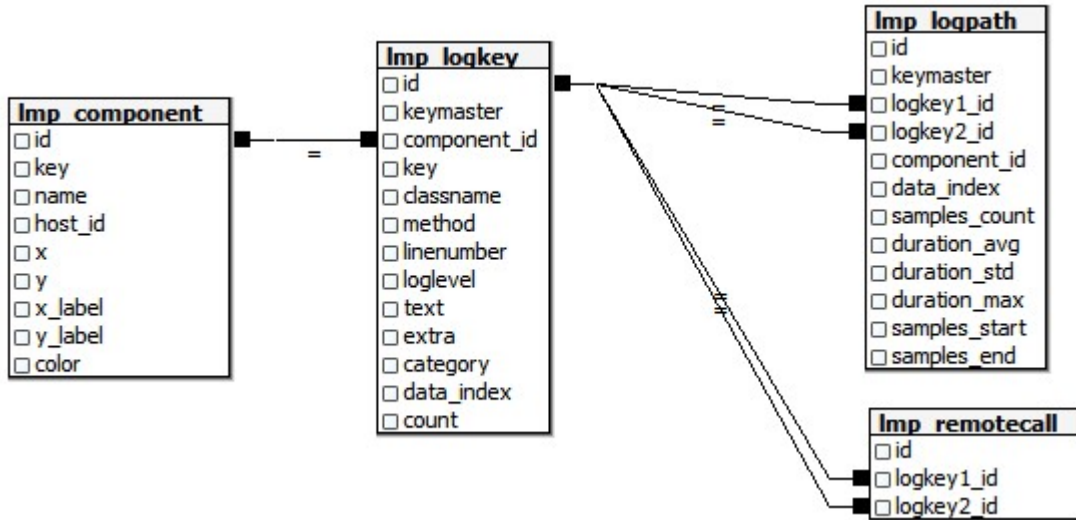 lmp_component
id
key
name
host_id
x
y
x_label
y_label
color
=
lmp_logkey
id
keymaster
component_id
key
classname
method
linenumber
loglevel
text
extra
category
data_index
count
=
=
=
=
lmp_logpath
id
keymaster
logkey1_id
logkey2_id
component_id
data_index
samples_count
duration_avg
duration_std
duration_max
samples_start
samples_end
lmp_remotecall
id
logkey1_id
logkey2_id